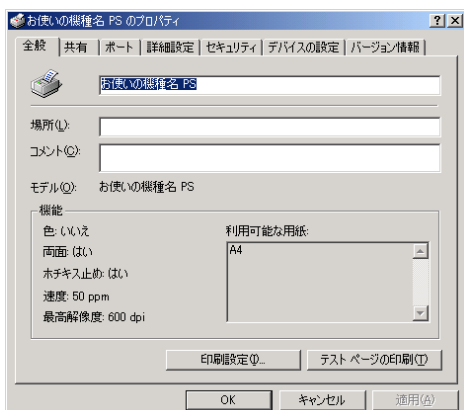 お使いの機種名 PS のプロパティ
全般 共有 ポート 詳細設定 セキュリティ デバイスの設定 バージョン情報
お使いの機種名 PS
場所(L):
コメント(C):
モデル(O): お使いの機種名 PS
機能
色: いいえ 利用可能な用紙:
両面: はい A4
ホチキス止め: はい
速度: 50 ppm
最高解像度: 600 dpi
印刷設定(I)... テスト ページの印刷(T)
OK キャンセル 適用(A)